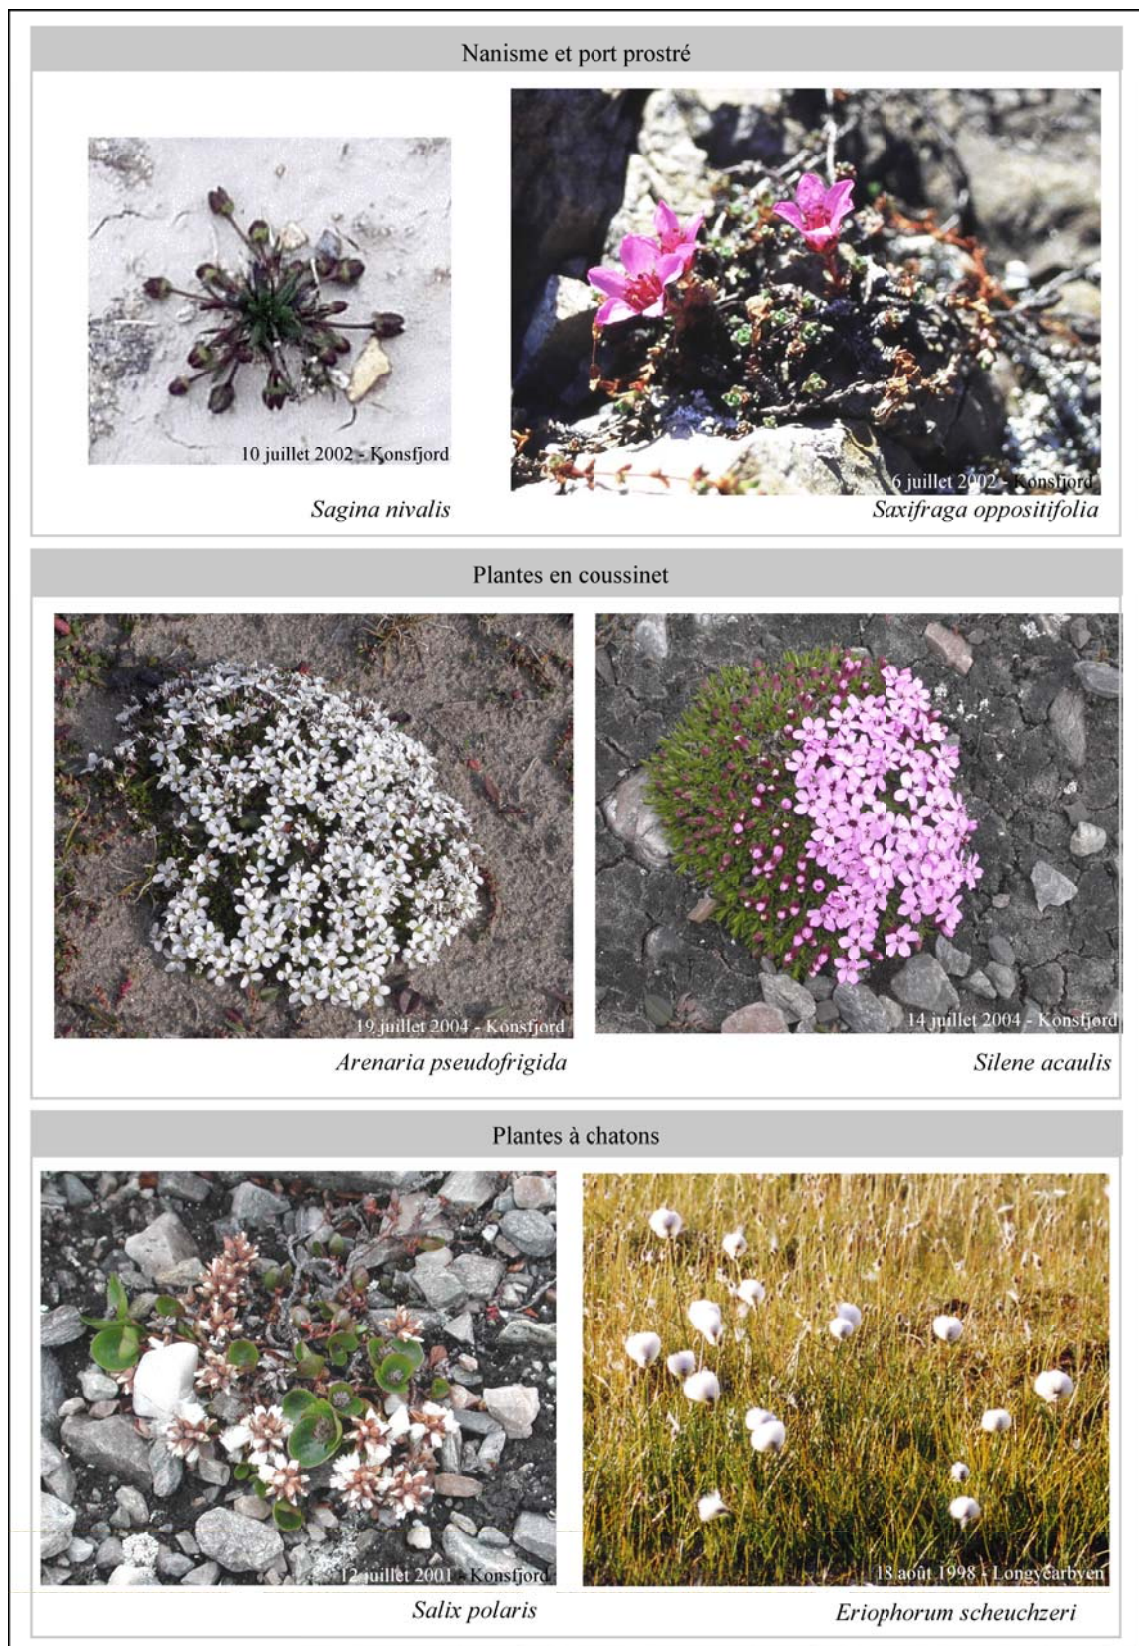 Nanisme et port prostré
10 juillet 2002 - Konsfjord
6 juillet 2002 - Konsfjord
Sagina nivalis
Saxifraga oppositifolia
Plantes en coussinet
19 juillet 2004 - Konsfjord
14 juillet 2004 - Konsfjord
Arenaria pseudofrigida
Silene acaulis
Plantes à chatons
12 juillet 2001 - Konsfjord
18 août 1998 - Longyearbyen
Salix polaris
Eriophorum scheuchzeri